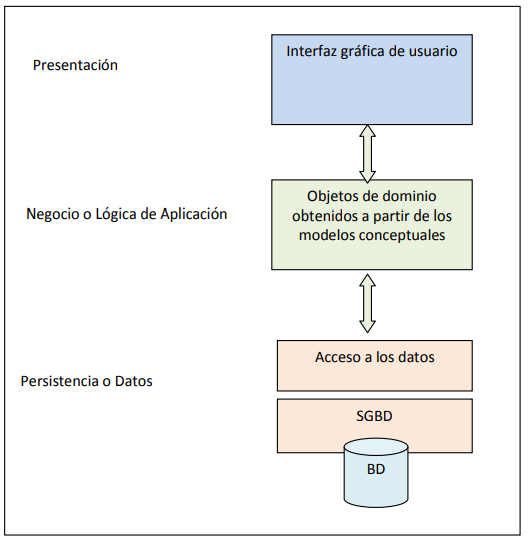 Presentación
Interfaz gráfica de usuario
Negocio o Lógica de Aplicación
Objetos de dominio
obtenidos a partir de los
modelos conceptuales
Persistencia o Datos
Acceso a los datos
SGBD
BD